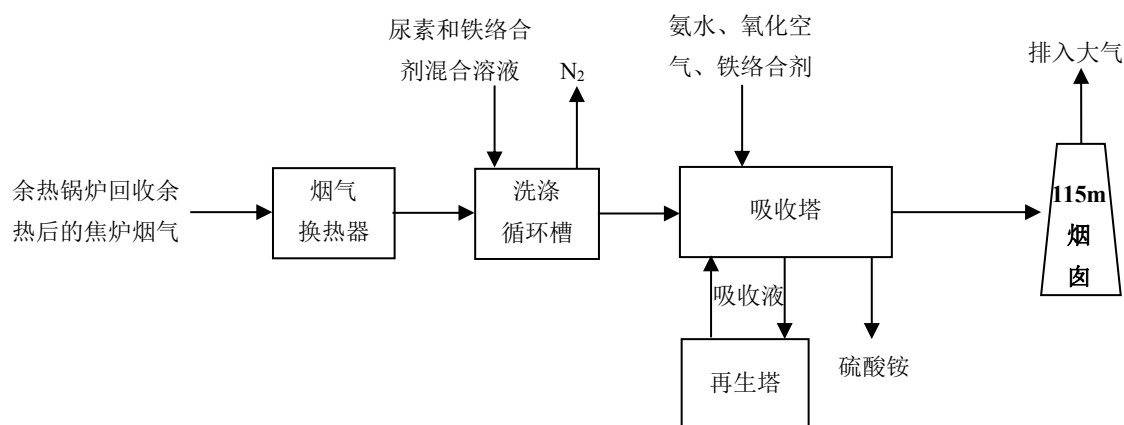 尿素和铁络合
剂混合溶液
N₂
氨水、氧化空
气、铁络合剂
排入大气
余热锅炉回收余
热后的焦炉烟气
烟气
换热器
洗涤
循环槽
吸收塔
115m
烟
囱
吸收液
再生塔
硫酸铵